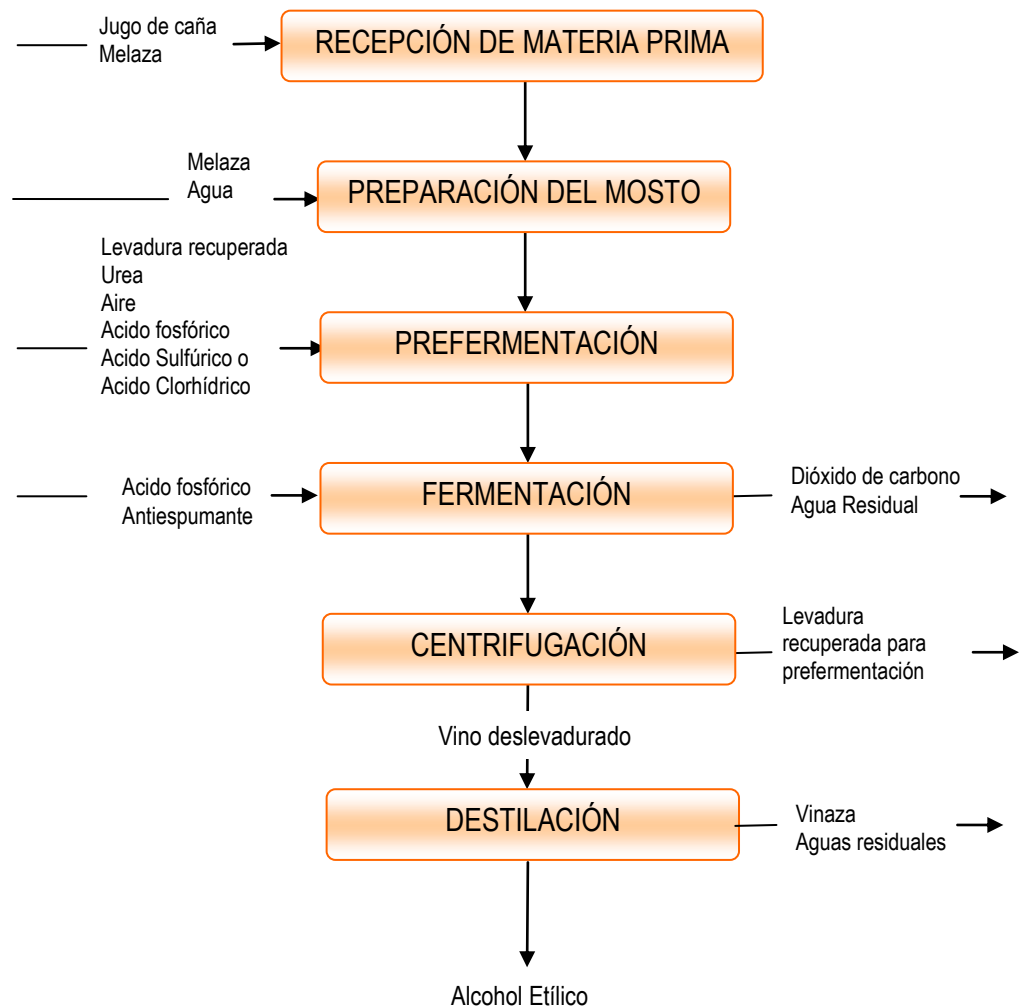 Jugo de caña
Melaza
RECEPCIÓN DE MATERIA PRIMA
Melaza
Agua
PREPARACIÓN DEL MOSTO
Levadura recuperada
Urea
Aire
Acido fosfórico
Acido Sulfúrico o
Acido Clorhídrico
PREFERMENTACIÓN
Acido fosfórico
Antiespumante
FERMENTACIÓN
Dióxido de carbono
Agua Residual
CENTRIFUGACIÓN
Levadura
recuperada para
prefermentación
Vino deslevadurado
DESTILACIÓN
Vinaza
Aguas residuales
Alcohol Etílico